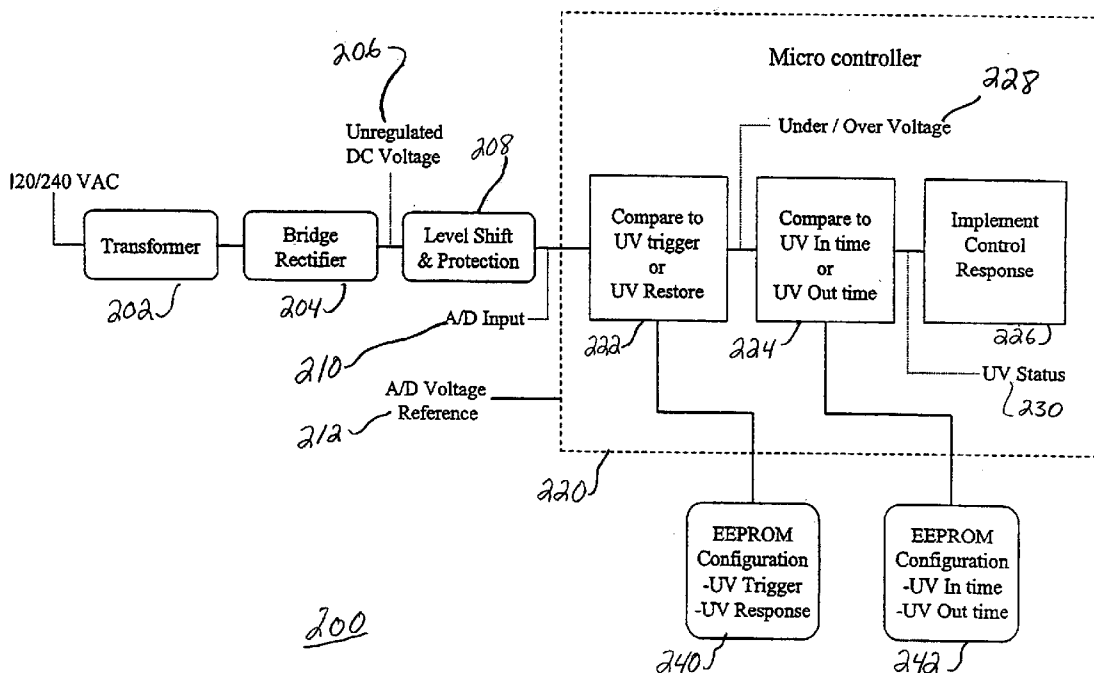 206
Micro controller
228
Unregulated
DC Voltage
208
Under / Over Voltage
120/240 VAC
Transformer
Bridge
Rectifier
Level Shift
& Protection
Compare to
UV trigger
or
UV Restore
Compare to
UV In time
or
UV Out time
Implement
Control
Response
202
204
A/D Input
210
222
224
226
UV Status
230
A/D Voltage
Reference
212
220
EEPROM
Configuration
-UV Trigger
-UV Response
EEPROM
Configuration
-UV In time
-UV Out time
200
240
242